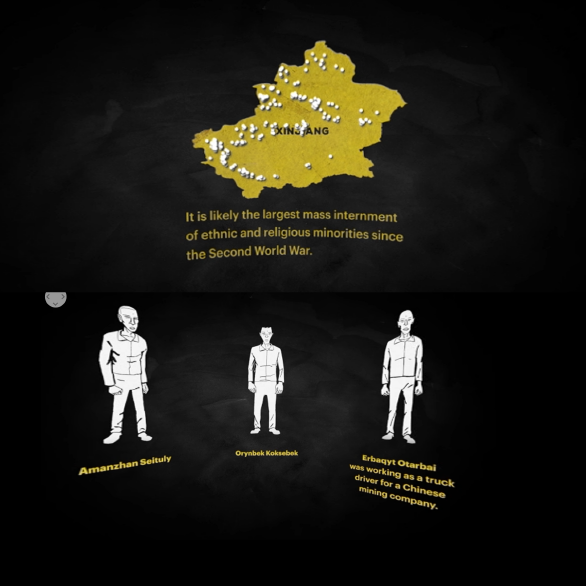 XINJIANG
It is likely the largest mass internment
of ethnic and religious minorities since
the Second World War.
Amanzhan Seituly
Orynbek Koksebek
Erbaqyt Otarbai
was working as a truck
driver for a Chinese
mining company.